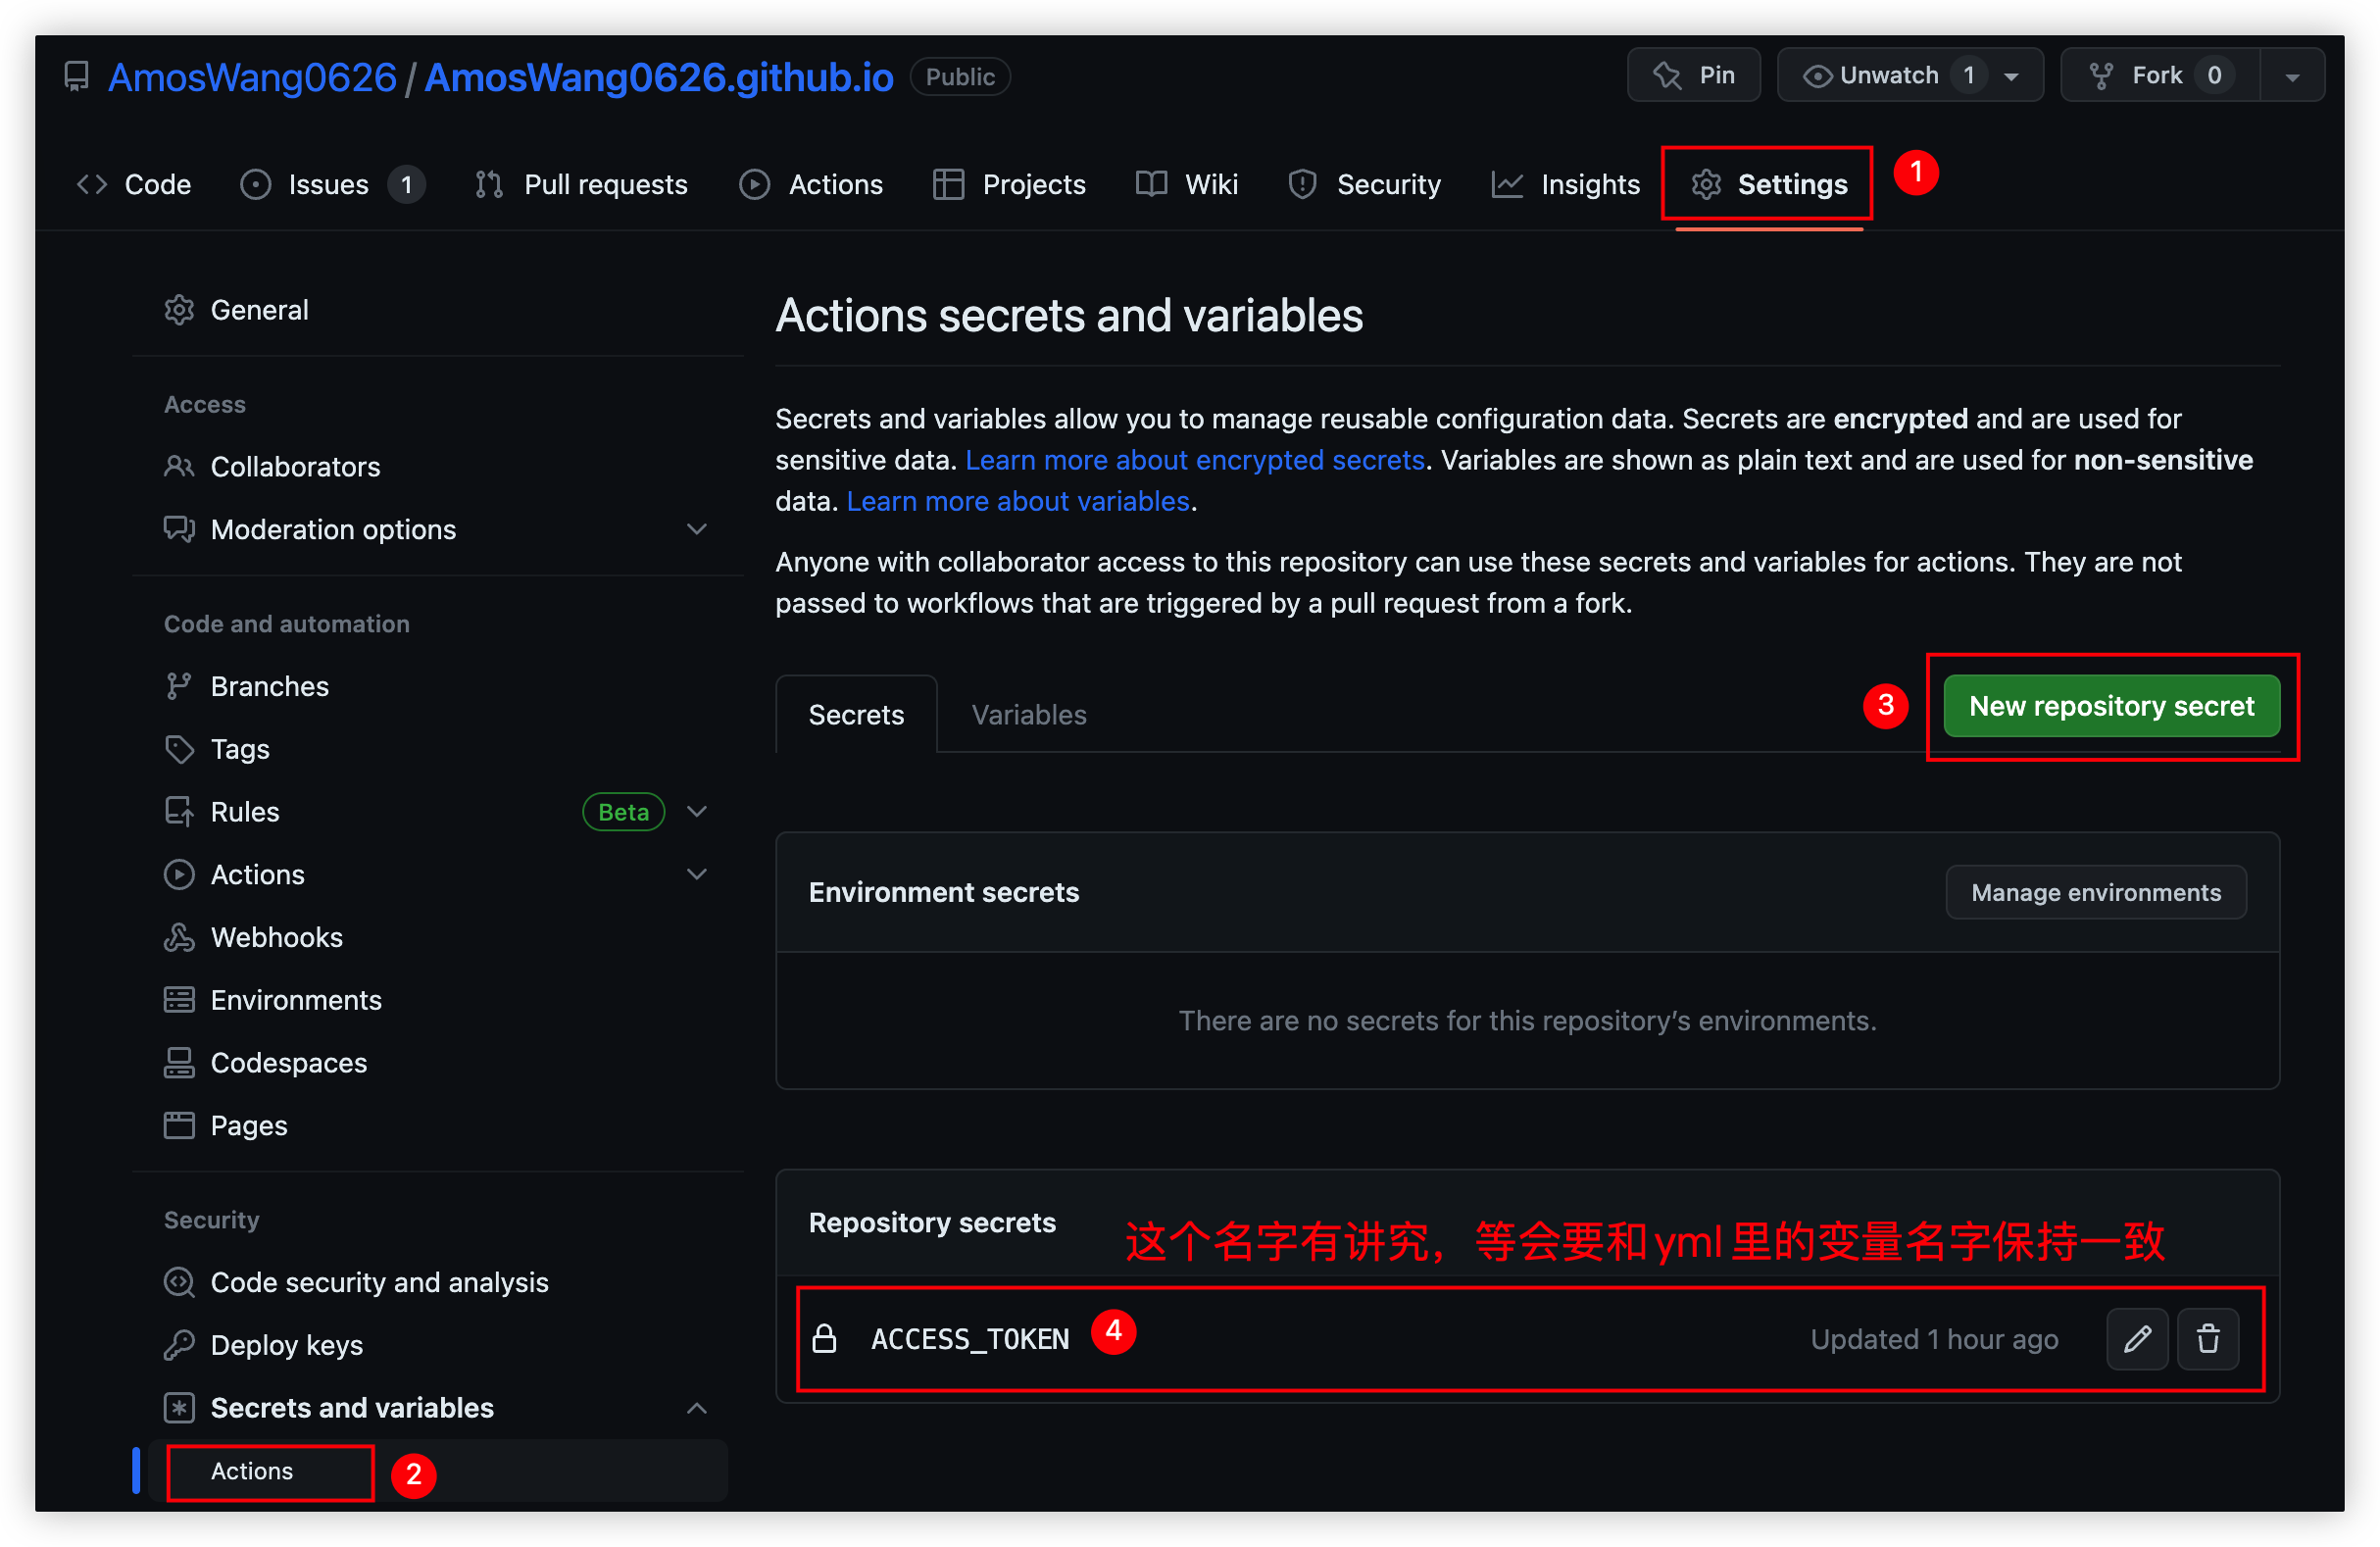 AmosWang0626 / AmosWang0626.github.io Public
Pin Unwatch 1 Fork 0
Code Issues 1 Pull requests Actions Projects Wiki Security Insights Settings 1
General
Access
Collaborators
Moderation options
Code and automation
Branches
Tags
Rules Beta
Actions
Webhooks
Environments
Codespaces
Pages
Security
Code security and analysis
Deploy keys
Secrets and variables
Actions 2
Actions secrets and variables
Secrets and variables allow you to manage reusable configuration data. Secrets are encrypted and are used for
sensitive data. Learn more about encrypted secrets. Variables are shown as plain text and are used for non-sensitive
data. Learn more about variables.
Anyone with collaborator access to this repository can use these secrets and variables for actions. They are not
passed to workflows that are triggered by a pull request from a fork.
Secrets Variables 3 New repository secret
Environment secrets Manage environments
There are no secrets for this repository’s environments.
Repository secrets 这个名字有讲究，等会要和yml里的变量名字保持一致
ACCESS_TOKEN 4 Updated 1 hour ago